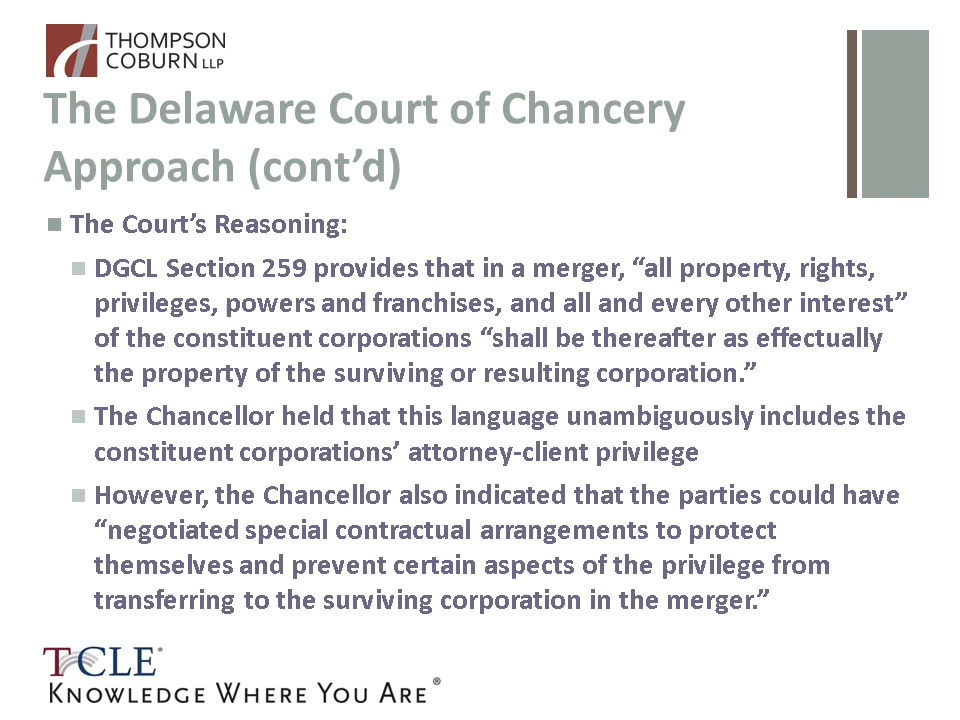 THOMPSON
COBURN LLP
The Delaware Court of Chancery
Approach (cont’d)
The Court’s Reasoning:
DGCL Section 259 provides that in a merger, “all property, rights,
privileges, powers and franchises, and all and every other interest”
of the constituent corporations “shall be thereafter as effectually
the property of the surviving or resulting corporation.”
The Chancellor held that this language unambiguously includes the
constituent corporations’ attorney-client privilege
However, the Chancellor also indicated that the parties could have
“negotiated special contractual arrangements to protect
themselves and prevent certain aspects of the privilege from
transferring to the surviving corporation in the merger.”
TCCLE®
KNOWLEDGE WHERE YOU ARE®